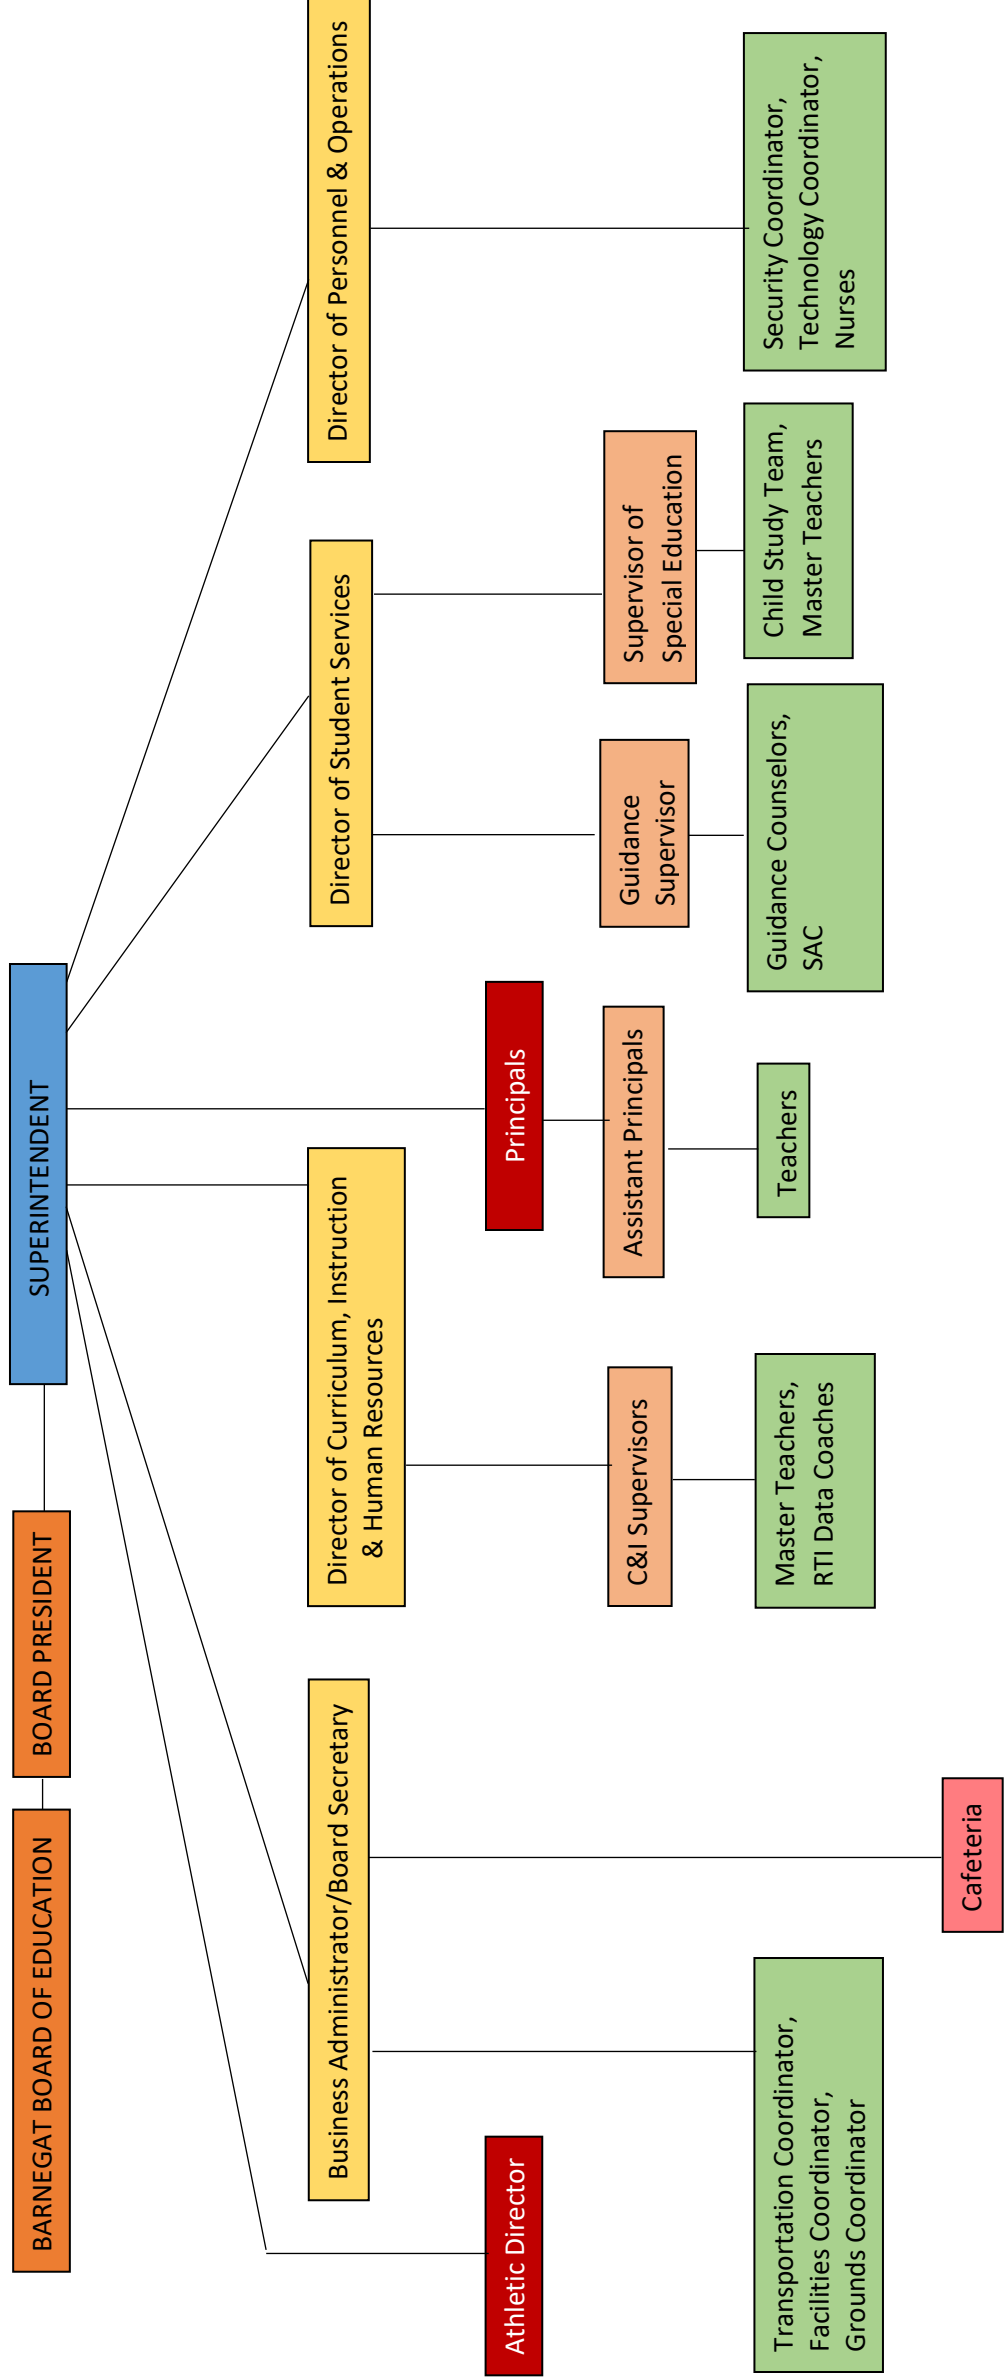 BARNEGAT BOARD OF EDUCATION
BOARD PRESIDENT
SUPERINTENDENT
Business Administrator/Board Secretary
Director of Curriculum, Instruction
& Human Resources
Director of Student Services
Director of Personnel & Operations
Athletic Director
Principals
C&I Supervisors
Assistant Principals
Guidance
Supervisor
Supervisor of
Special Education
Transportation Coordinator,
Facilities Coordinator,
Grounds Coordinator
Master Teachers,
RTI Data Coaches
Teachers
Guidance Counselors,
SAC
Child Study Team,
Master Teachers
Security Coordinator,
Technology Coordinator,
Nurses
Cafeteria